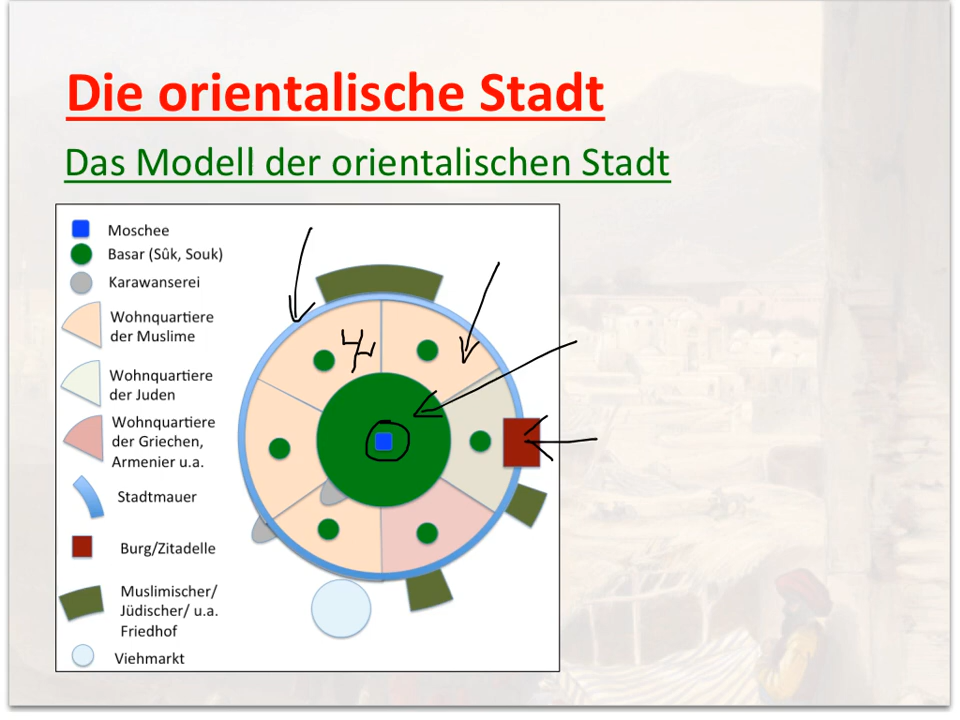 Die orientalische Stadt
Das Modell der orientalischen Stadt
Moschee
Basar (Sûk, Souk)
Karawanserei
Wohnquartiere
der Muslime
Wohnquartiere
der Juden
Wohnquartiere
der Griechen,
Armenier u.a.
Stadtmauer
Burg/Zitadelle
Muslimischer/
Jüdischer/ u.a.
Friedhof
Viehmarkt